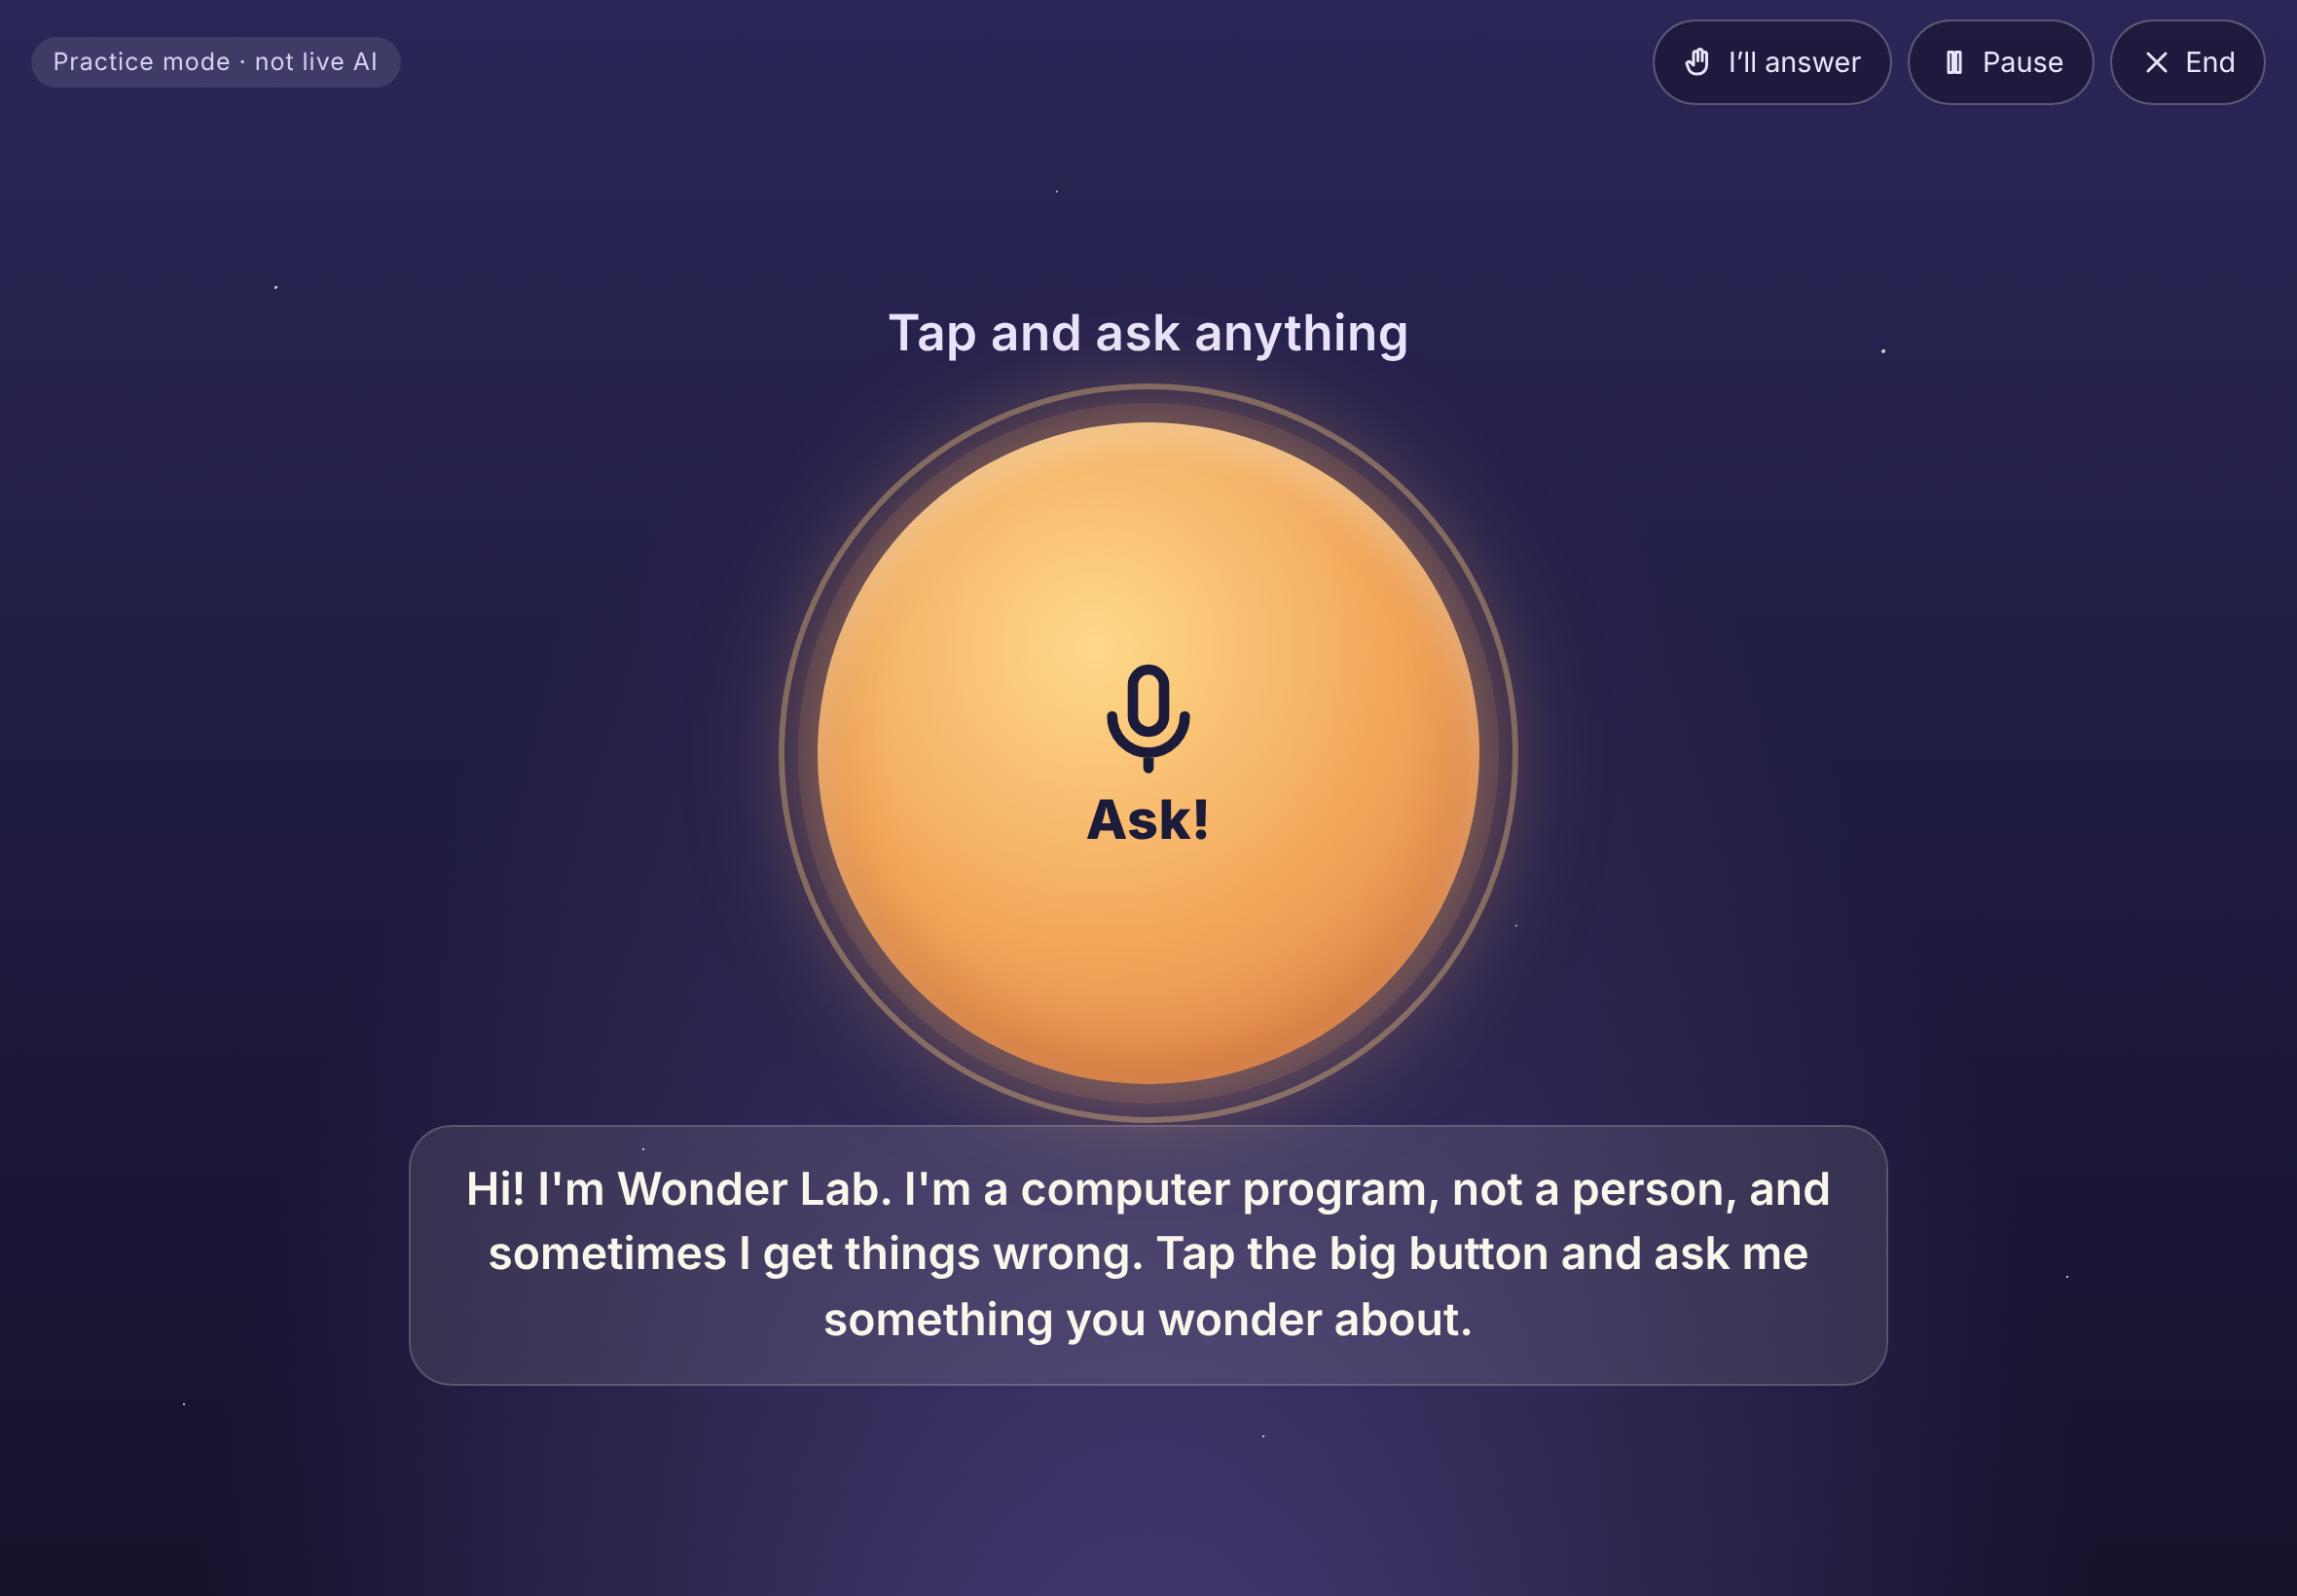 Practice mode · not live AI
I’ll answer
Pause
End
Tap and ask anything
Ask!
Hi! I'm Wonder Lab. I'm a computer program, not a person, and
sometimes I get things wrong. Tap the big button and ask me
something you wonder about.